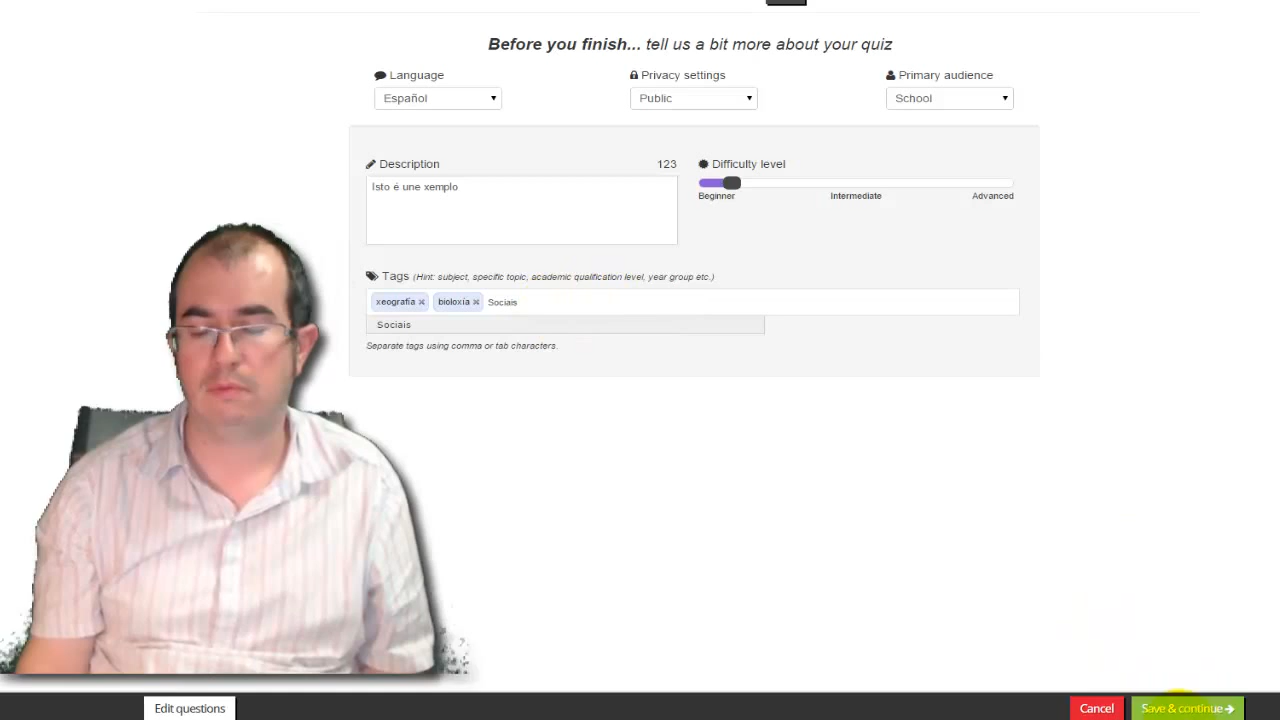 Before you finish... tell us a bit more about your quiz
Language
Privacy settings
Primary audience
Español
Public
School
Description
123
Difficulty level
Isto é une xemplo
Beginner
Intermediate
Advanced
Tags (Hint: subject, specific topic, academic qualification level, year group etc.)
xeografía x bioloxía x Sociais
Sociais
Separate tags using comma or tab characters.
Edit questions
Cancel
Save & continue